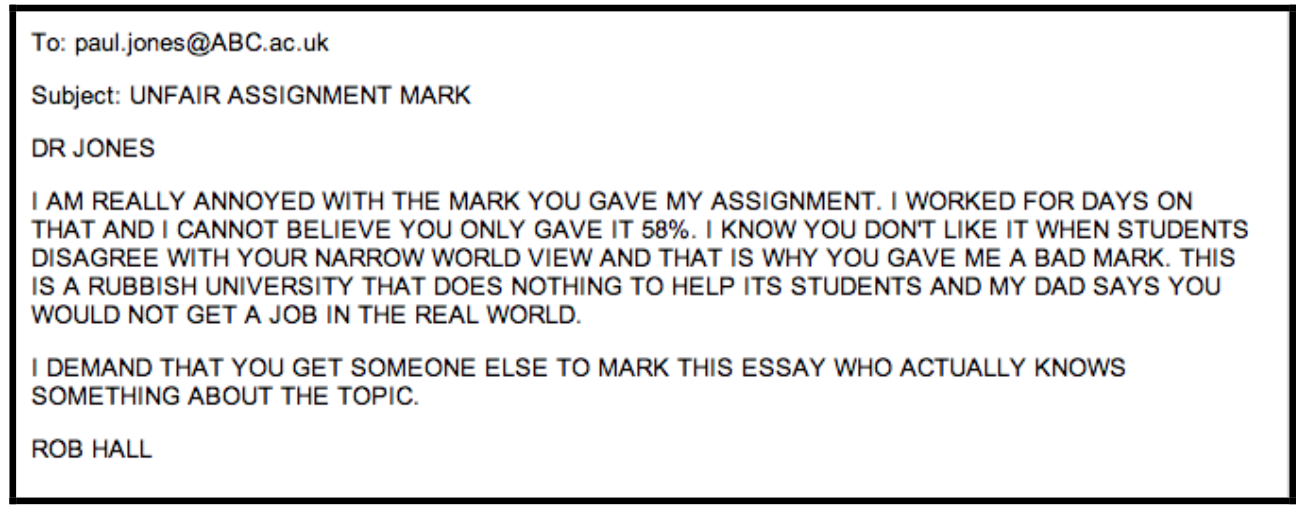 To: paul.jones@ABC.ac.uk
Subject: UNFAIR ASSIGNMENT MARK
DR JONES
I AM REALLY ANNOYED WITH THE MARK YOU GAVE MY ASSIGNMENT. I WORKED FOR DAYS ON
THAT AND I CANNOT BELIEVE YOU ONLY GAVE IT 58%. I KNOW YOU DON'T LIKE IT WHEN STUDENTS
DISAGREE WITH YOUR NARROW WORLD VIEW AND THAT IS WHY YOU GAVE ME A BAD MARK. THIS
IS A RUBBISH UNIVERSITY THAT DOES NOTHING TO HELP ITS STUDENTS AND MY DAD SAYS YOU
WOULD NOT GET A JOB IN THE REAL WORLD.
I DEMAND THAT YOU GET SOMEONE ELSE TO MARK THIS ESSAY WHO ACTUALLY KNOWS
SOMETHING ABOUT THE TOPIC.
ROB HALL